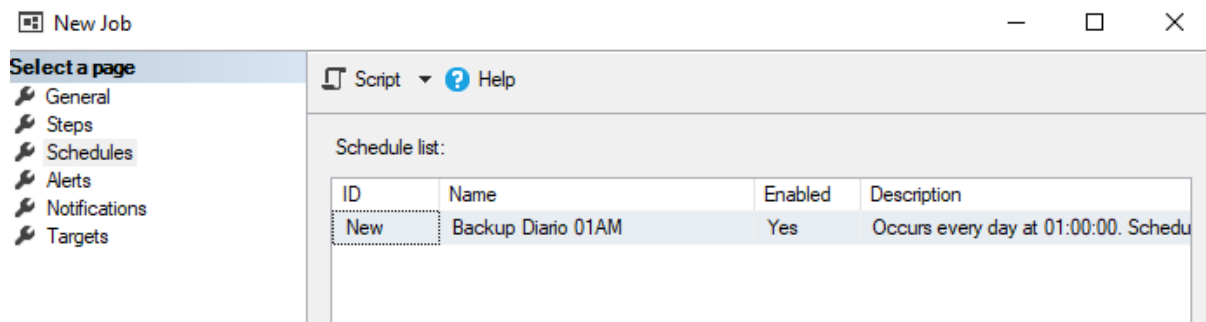 New Job
Select a page
General
Steps
Schedules
Alerts
Notifications
Targets
Script
Help
Schedule list:
ID Name Enabled Description
New Backup Diario 01AM Yes Occurs every day at 01:00:00. Schedu